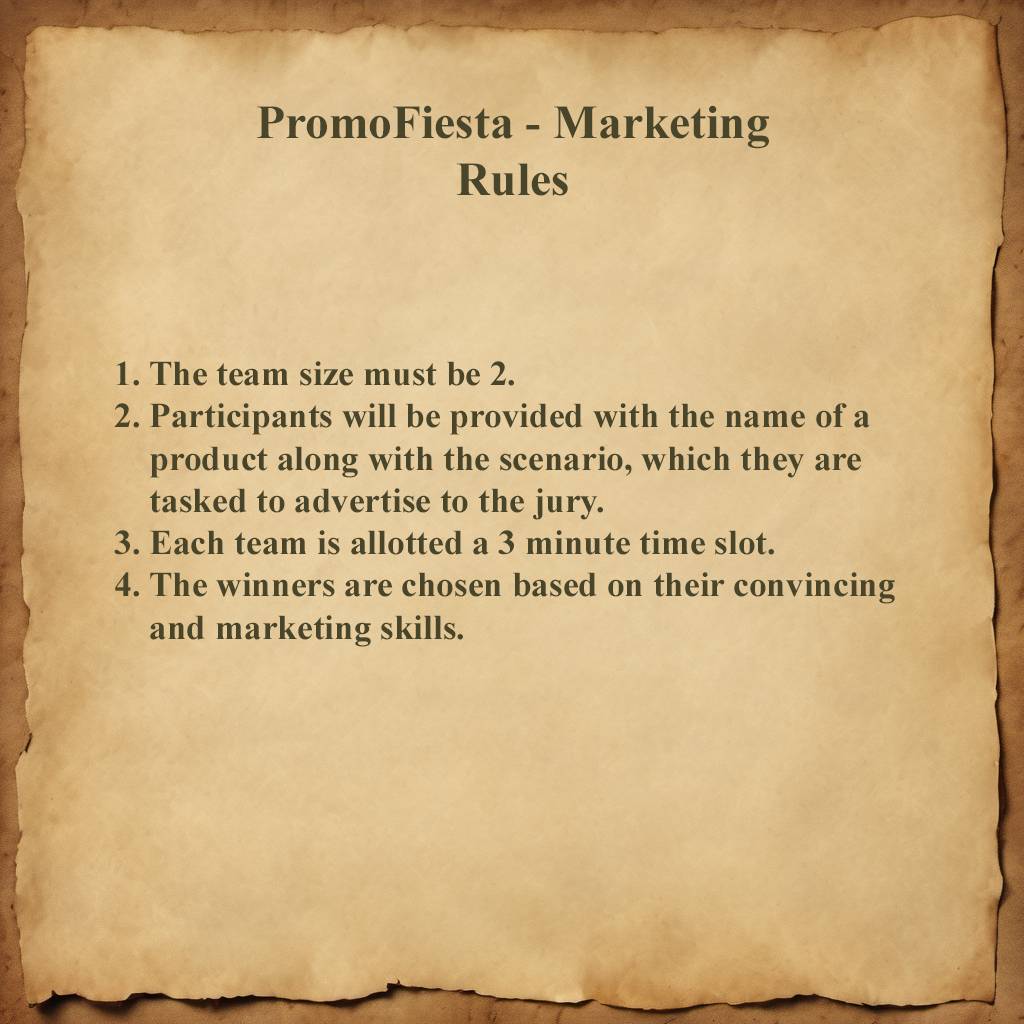 PromoFiesta - Marketing
Rules
1. The team size must be 2.
2. Participants will be provided with the name of a
product along with the scenario, which they are
tasked to advertise to the jury.
3. Each team is allotted a 3 minute time slot.
4. The winners are chosen based on their convincing
and marketing skills.